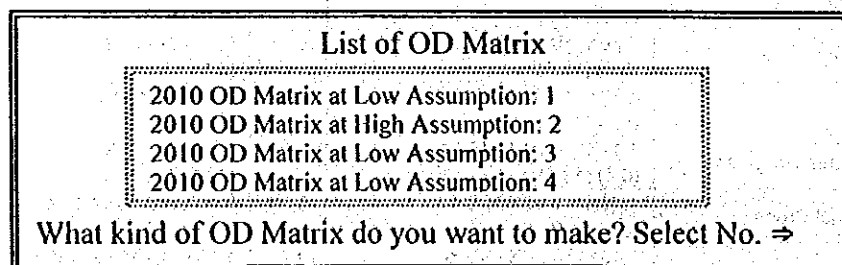 List of OD Matrix
2010 OD Matrix at Low Assumption: 1
2010 OD Matrix at High Assumption: 2
2010 OD Matrix at Low Assumption: 3
2010 OD Matrix at Low Assumption: 4
What kind of OD Matrix do you want to make? Select No. ⇒